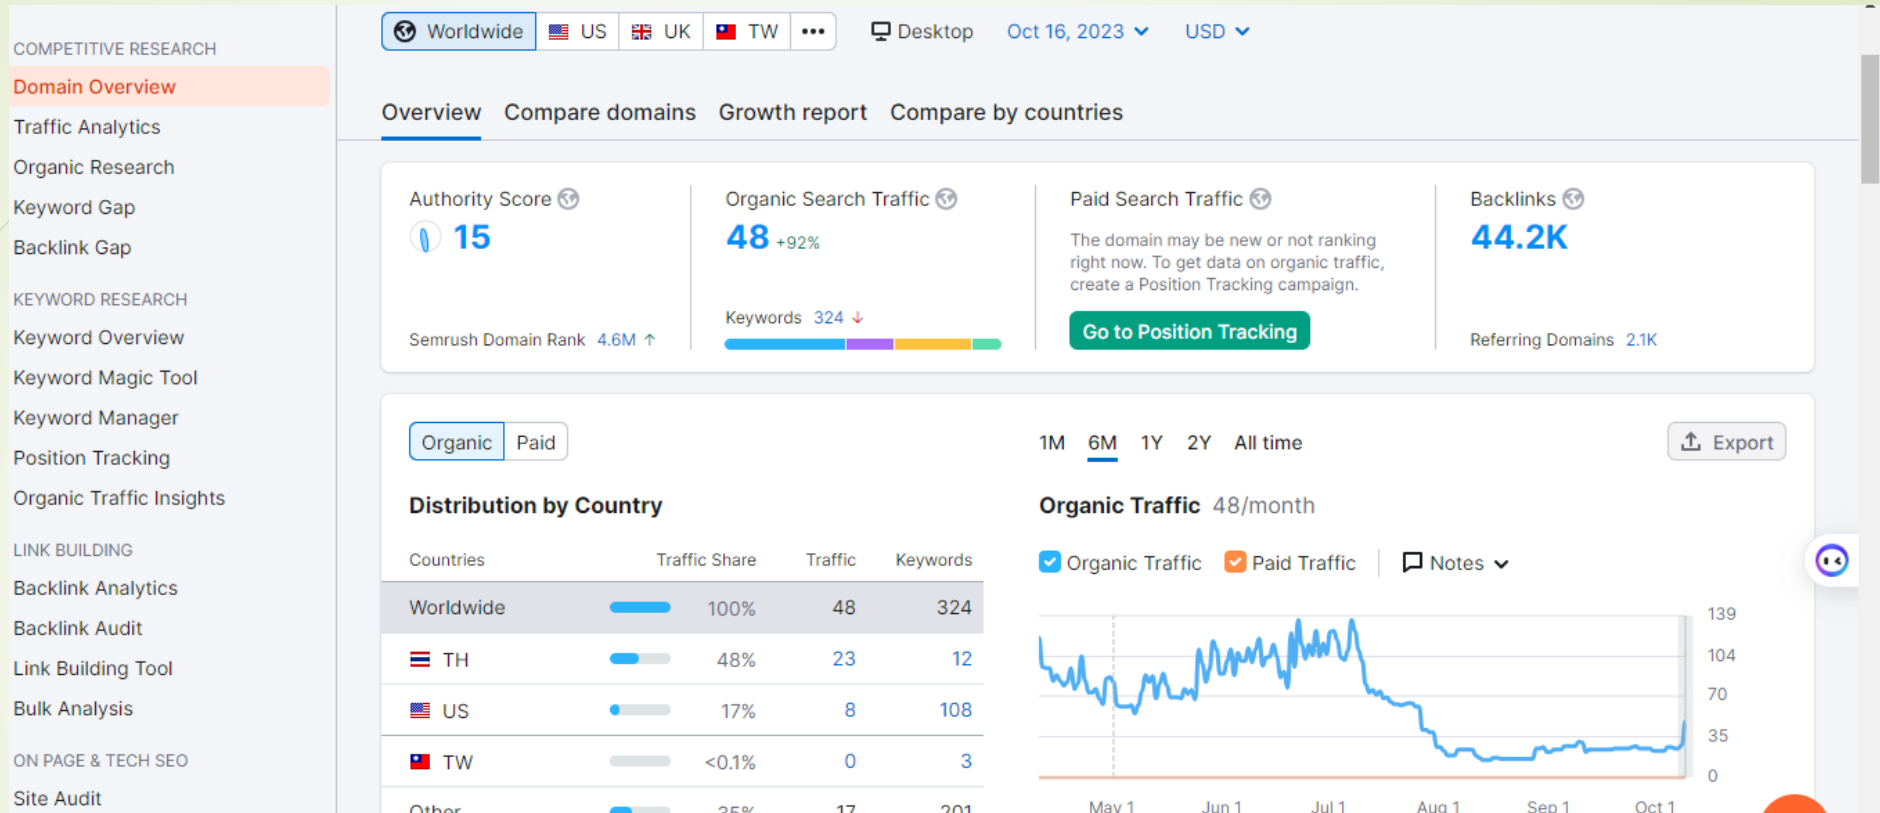 COMPETITIVE RESEARCH
Domain Overview
Traffic Analytics
Organic Research
Keyword Gap
Backlink Gap
KEYWORD RESEARCH
Keyword Overview
Keyword Magic Tool
Keyword Manager
Position Tracking
Organic Traffic Insights
LINK BUILDING
Backlink Analytics
Backlink Audit
Link Building Tool
Bulk Analysis
ON PAGE & TECH SEO
Site Audit
Worldwide US UK TW ••• Desktop Oct 16, 2023 USD
Overview Compare domains Growth report Compare by countries
Authority Score
15
Semrush Domain Rank 4.6M ↑
Organic Search Traffic
48 +92%
Keywords 324 ↓
Paid Search Traffic
The domain may be new or not ranking
right now. To get data on organic traffic,
create a Position Tracking campaign.
Go to Position Tracking
Backlinks
44.2K
Referring Domains 2.1K
Organic Paid
Distribution by Country
Countries Traffic Share Traffic Keywords
Worldwide 100% 48 324
TH 48% 23 12
US 17% 8 108
TW <0.1% 0 3
Other 35% 17 201
1M 6M 1Y 2Y All time
Export
Organic Traffic 48/month
Organic Traffic Paid Traffic Notes
139
104
70
35
0
May 1 Jun 1 Jul 1 Aug 1 Sep 1 Oct 1